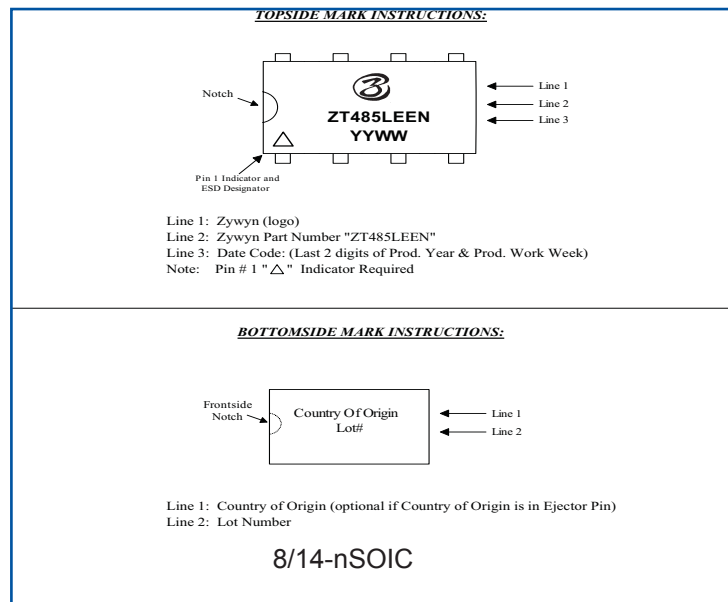 TOPSIDE MARK INSTRUCTIONS:
Notch
ZT485LEEN
YYWW
Line 1
Line 2
Line 3
Pin 1 Indicator and
ESD Designator
Line 1: Zywyn (logo)
Line 2: Zywyn Part Number "ZT485LEEN"
Line 3: Date Code: (Last 2 digits of Prod. Year & Prod. Work Week)
Note: Pin # 1 "△" Indicator Required
BOTTOMSIDE MARK INSTRUCTIONS:
Frontside
Notch
Country Of Origin
Lot#
Line 1
Line 2
Line 1: Country of Origin (optional if Country of Origin is in Ejector Pin)
Line 2: Lot Number
8/14-nSOIC